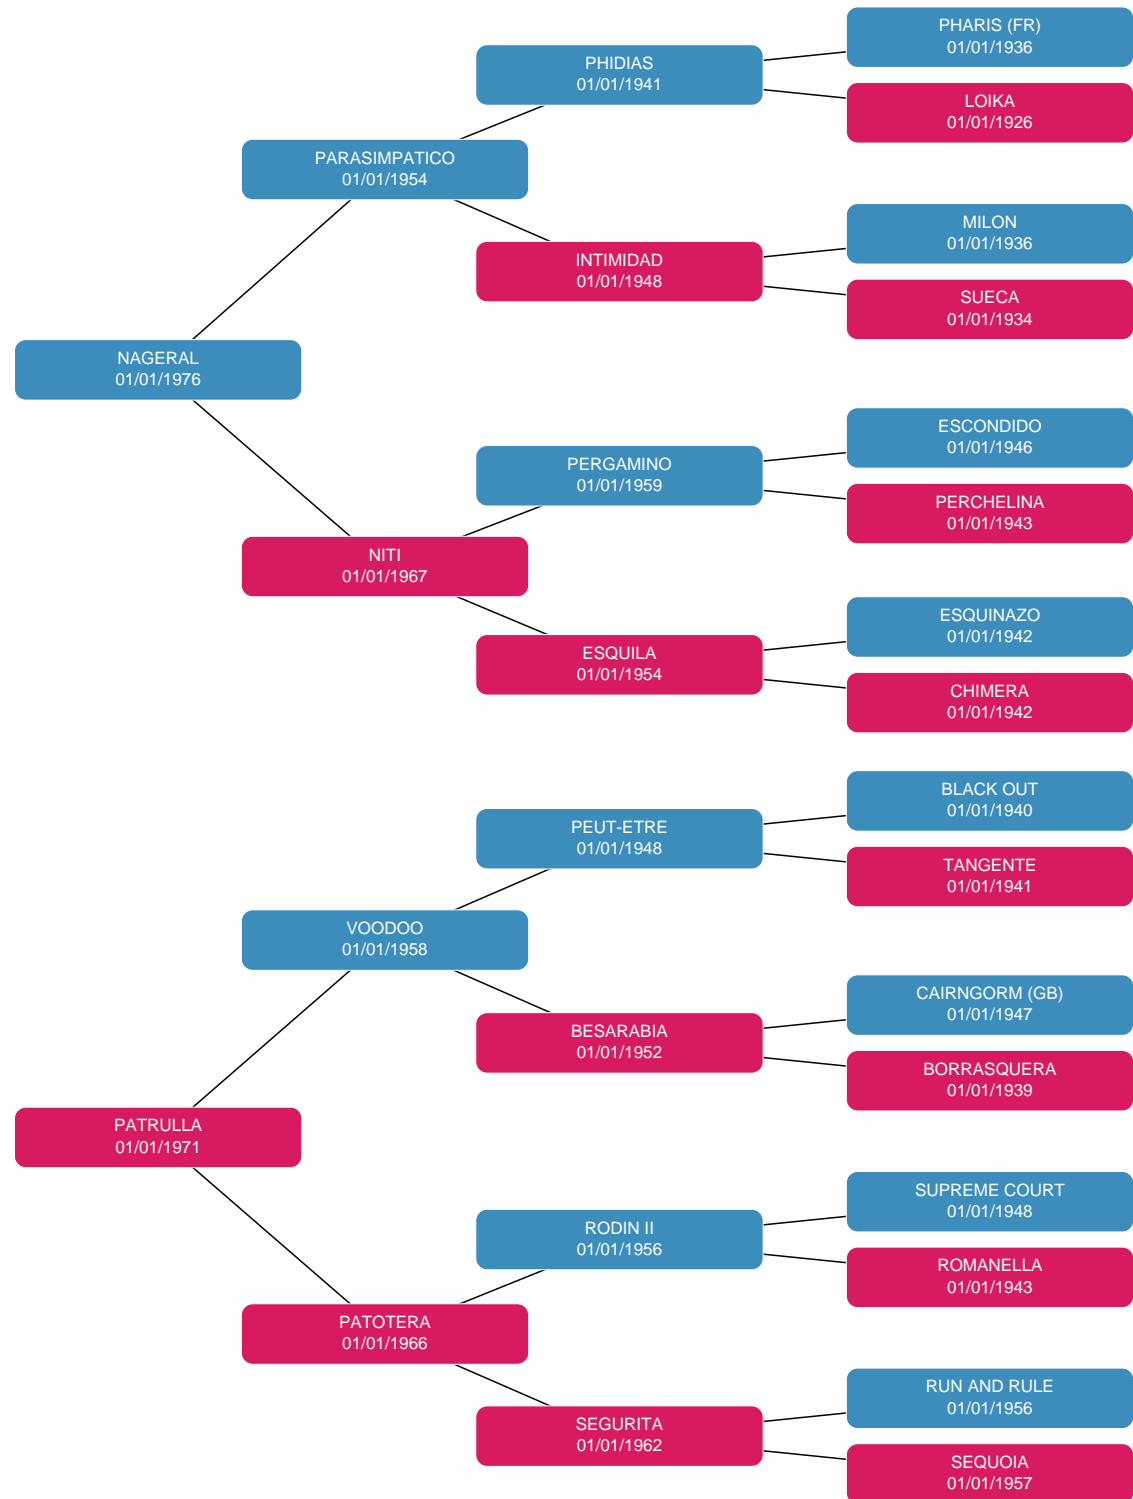 PHARIS (FR)
01/01/1936
PHIDIAS
01/01/1941
LOIKA
01/01/1926
PARASIMPATICO
01/01/1954
MILON
01/01/1936
INTIMIDAD
01/01/1948
SUECA
01/01/1934
NAGERAL
01/01/1976
ESCONDIDO
01/01/1946
PERGAMINO
01/01/1959
PERCHELINA
01/01/1943
NITI
01/01/1967
ESQUINAZO
01/01/1942
ESQUILA
01/01/1954
CHIMERA
01/01/1942
BLACK OUT
01/01/1940
PEUT-ETRE
01/01/1948
TANGENTE
01/01/1941
VOODOO
01/01/1958
CAIRNGORM (GB)
01/01/1947
BESARABIA
01/01/1952
BORRASQUERA
01/01/1939
PATRULLA
01/01/1971
SUPREME COURT
01/01/1948
RODIN II
01/01/1956
ROMANELLA
01/01/1943
PATOTERA
01/01/1966
RUN AND RULE
01/01/1956
SEGURITA
01/01/1962
SEQUOIA
01/01/1957